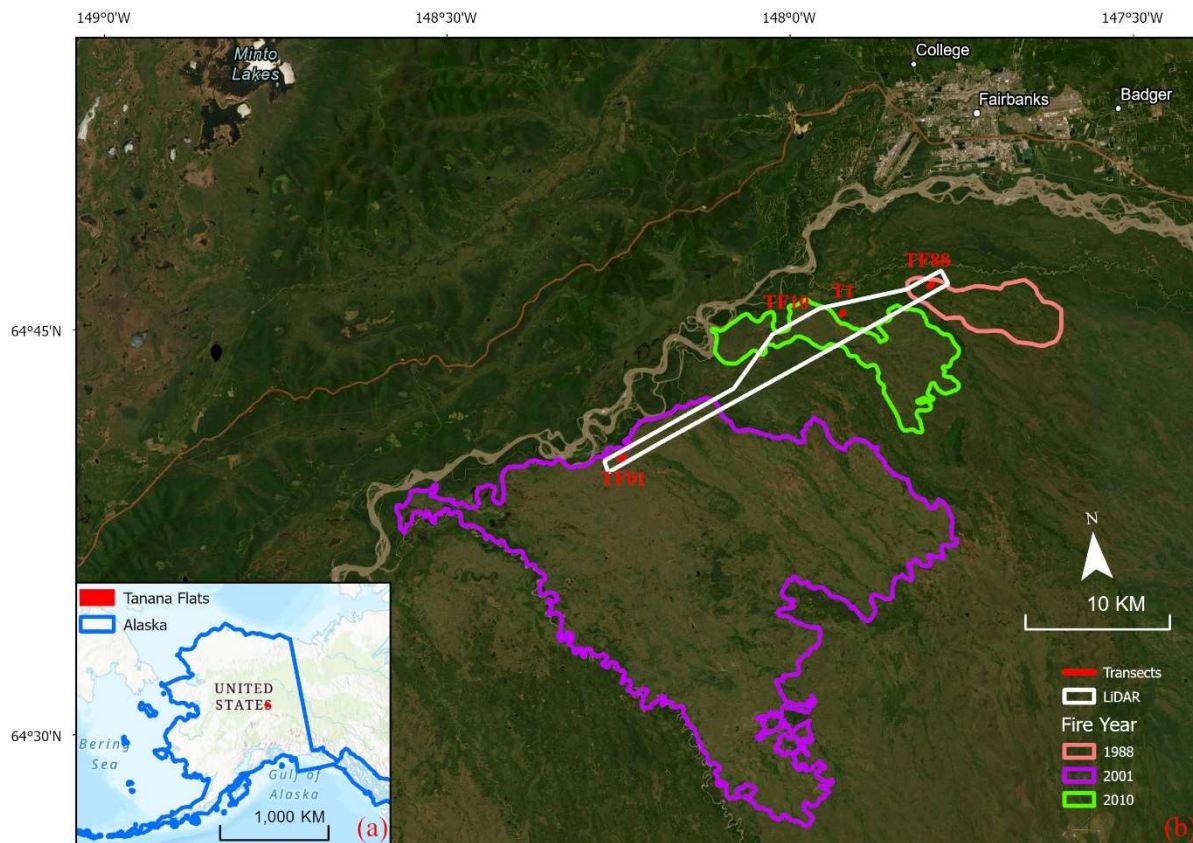 149°0'W
148°30'W
148°0'W
147°30'W
Minto
Lakes
College
Fairbanks
Badger
TF88
T1
TF10
64°45'N
TF01
N
10 KM
Tanana Flats
Alaska
UNITED
STATES
Bering
Sea
Gulf of
Alaska
1,000 KM
(a)
64°30'N
Transects
LiDAR
Fire Year
1988
2001
2010
(b)